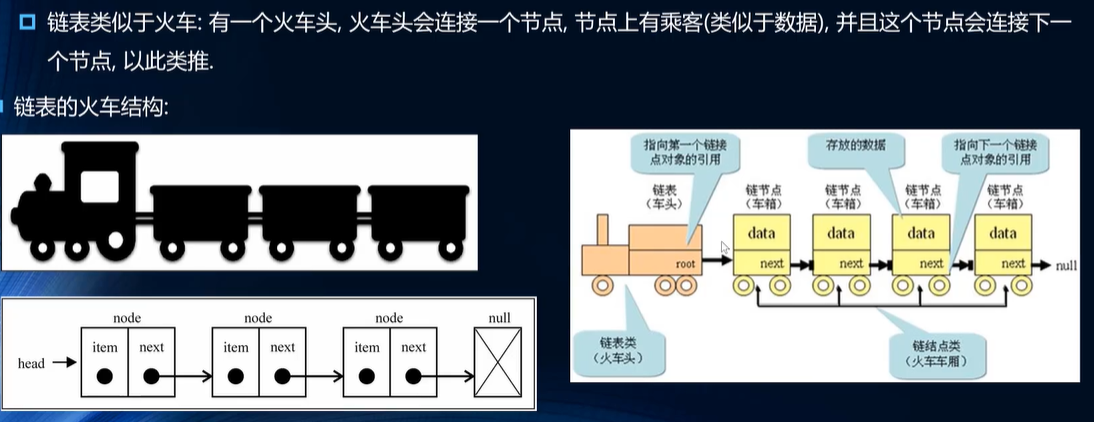 链表类似于火车: 有一个火车头, 火车头会连接一个节点, 节点上有乘客(类似于数据), 并且这个节点会连接下一
个节点, 以此类推.
链表的火车结构:
指向第一个链接
点对象的引用
存放的数据
指向下一个链接
点对象的引用
链表
（车头）
链节点
（车箱）
链节点
（车箱）
链节点
（车箱）
链节点
（车箱）
data
data
data
data
root
next
next
next
next
null
链表类
（火车头）
链结点类
（火车车厢）
node
node
node
null
head
item
next
item
next
item
next